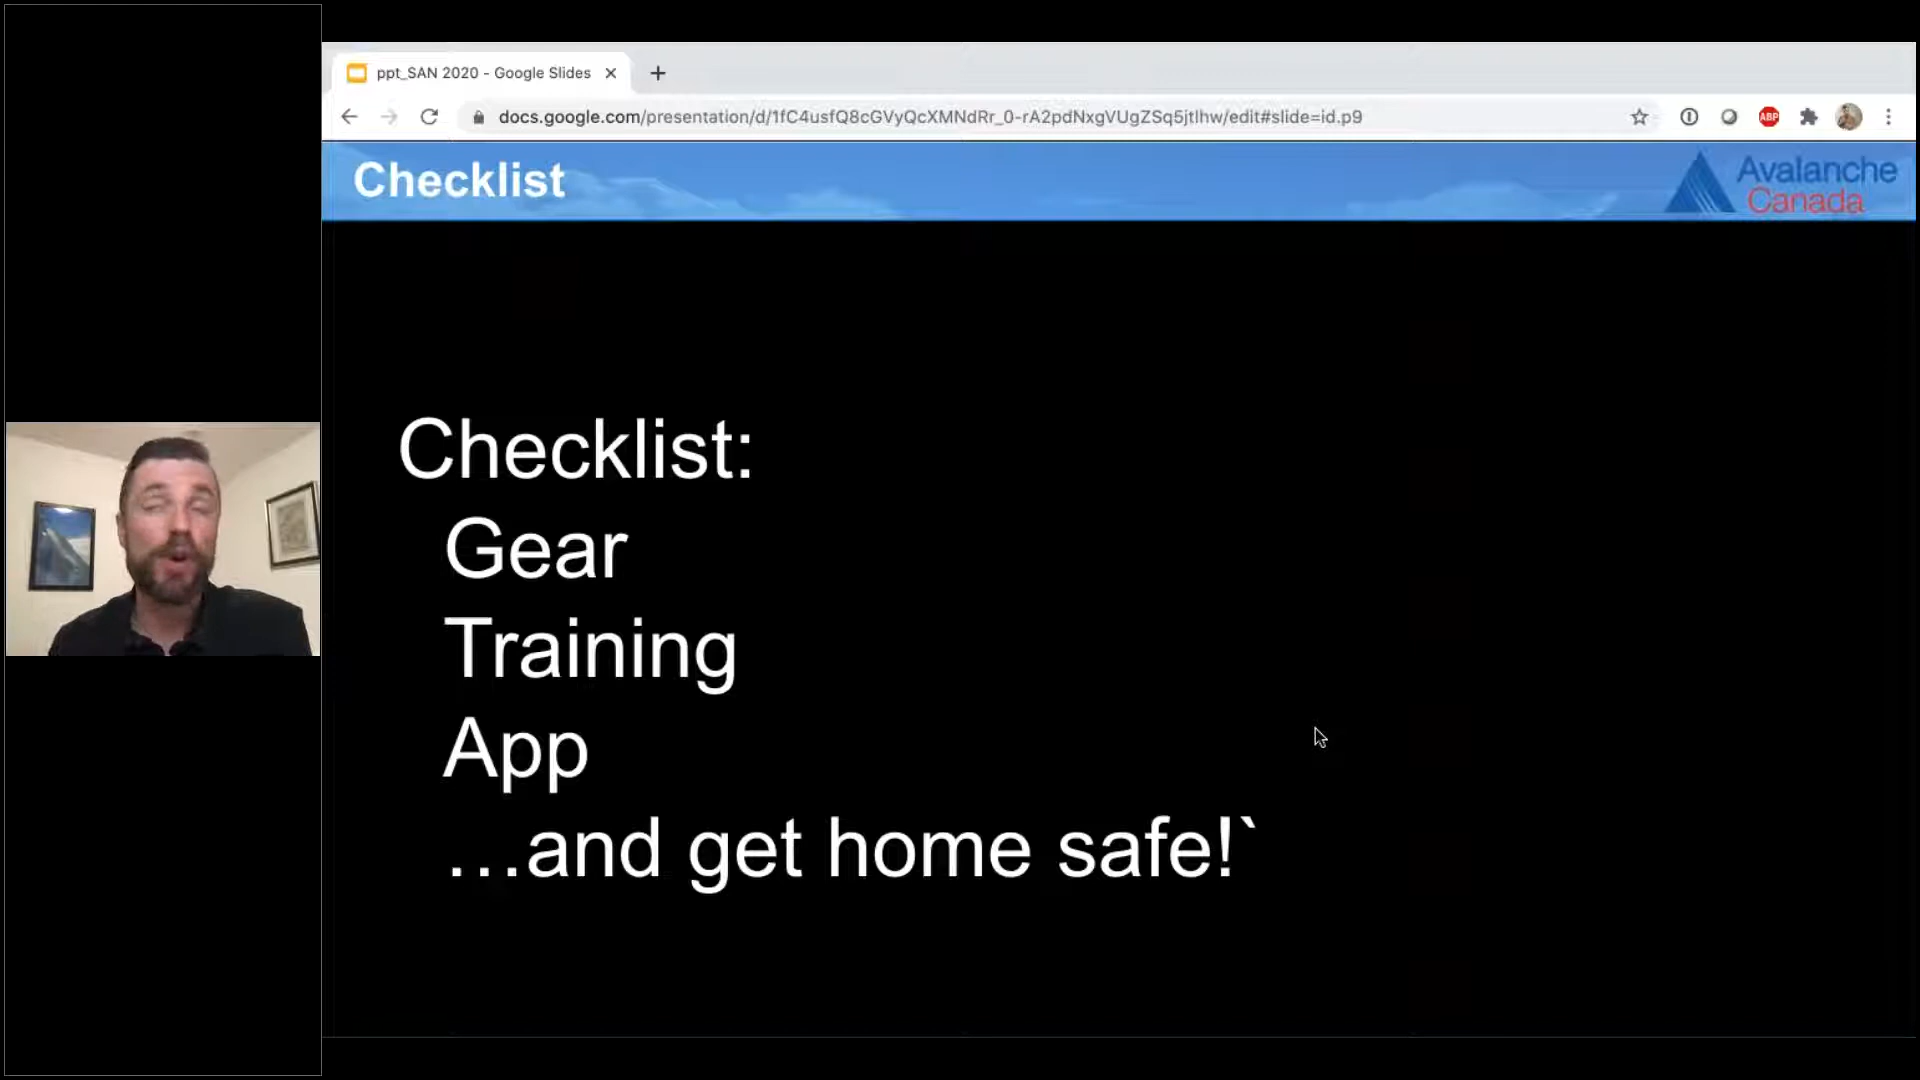 ppt_SAN 2020 - Google Slides
docs.google.com/presentation/d/1fC4usfQ8cGVyQcXMNdRr_0-rA2pdNxgVUgZSq5jtlhw/edit#slide=id.p9
ABP
Checklist
Avalanche
Canada
Checklist:
Gear
Training
App
…and get home safe!`